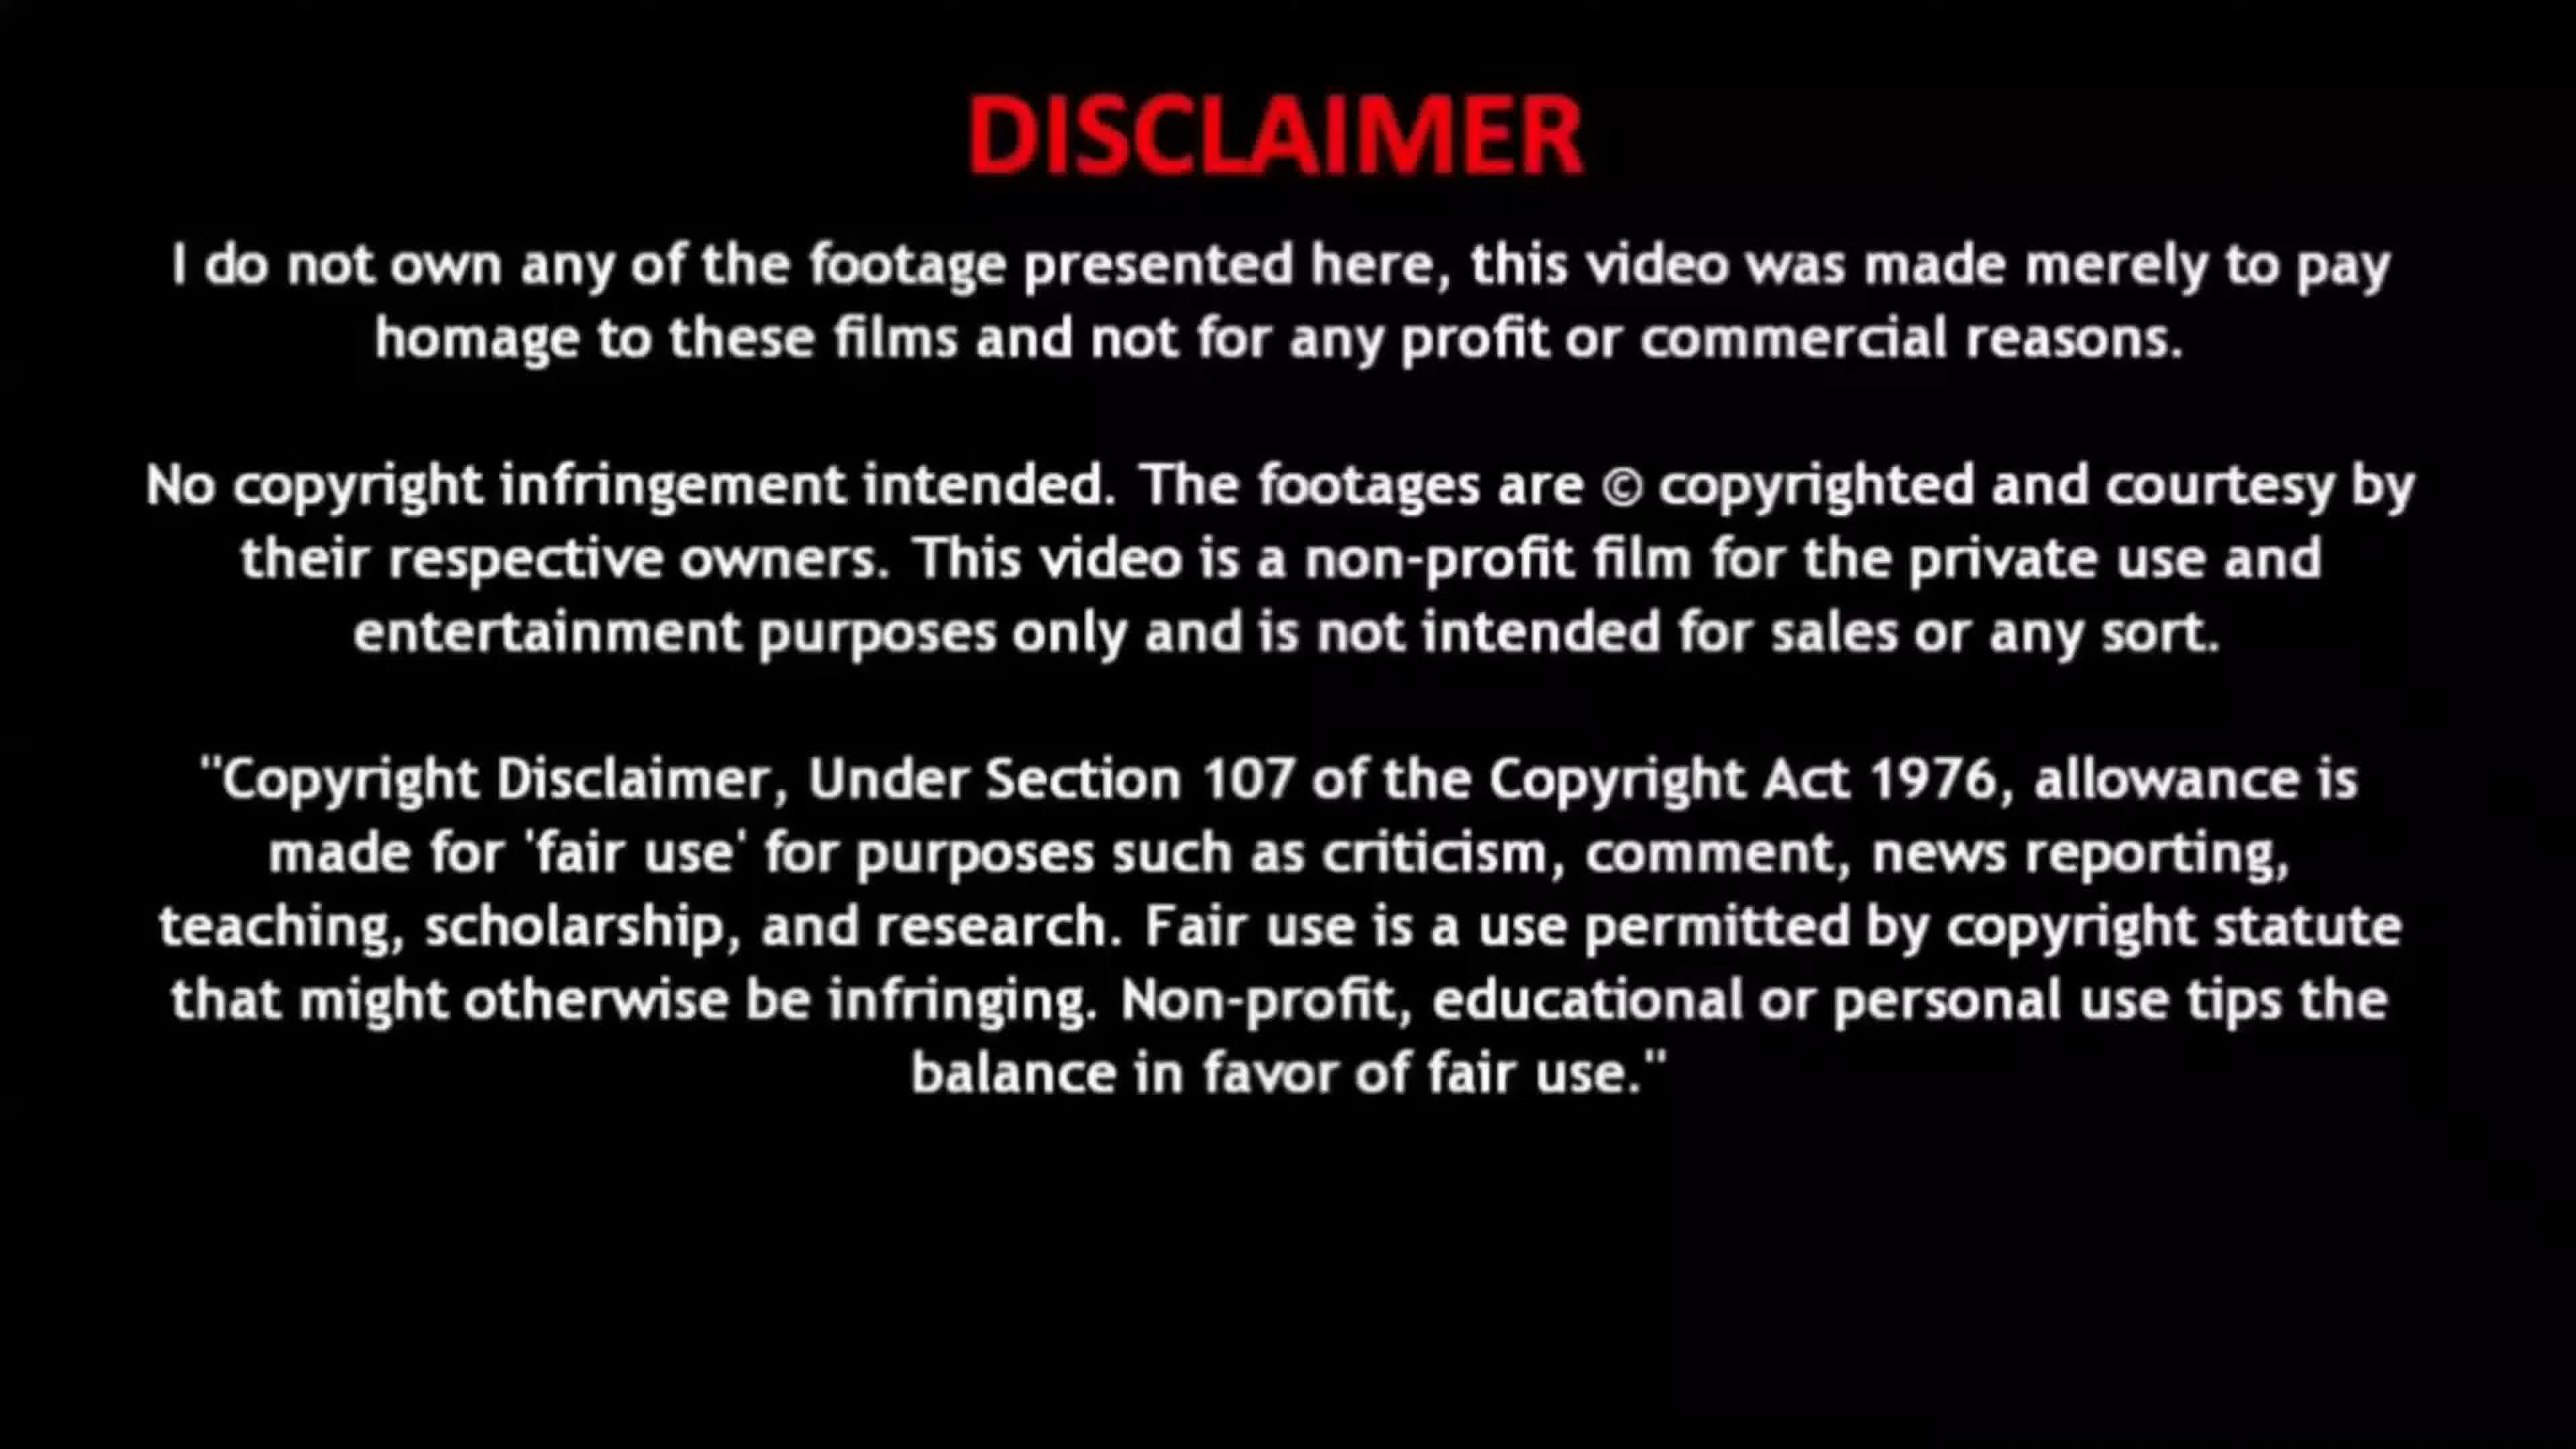 DISCLAIMER
I do not own any of the footage presented here, this video was made merely to pay
homage to these films and not for any profit or commercial reasons.
No copyright infringement intended. The footages are © copyrighted and courtesy by
their respective owners. This video is a non-profit film for the private use and
entertainment purposes only and is not intended for sales or any sort.
"Copyright Disclaimer, Under Section 107 of the Copyright Act 1976, allowance is
made for 'fair use' for purposes such as criticism, comment, news reporting,
teaching, scholarship, and research. Fair use is a use permitted by copyright statute
that might otherwise be infringing. Non-profit, educational or personal use tips the
balance in favor of fair use."